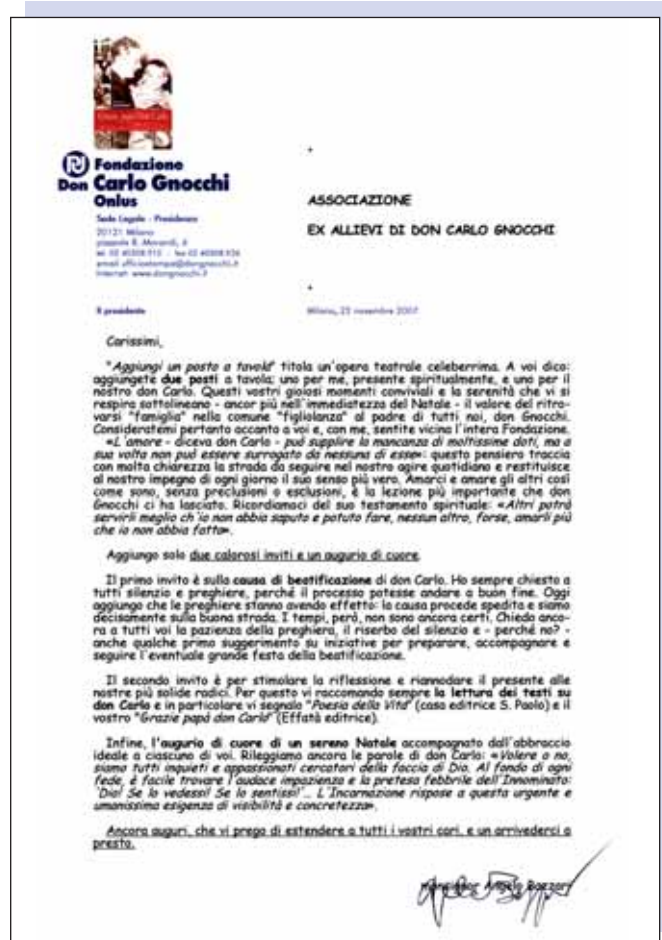 Fondazione
Don Carlo Gnocchi
Onlus
Sede Legale - Presidenza
20121 Milano
piazzale R. Morandi, 6
Internet: www.dongnocchi.it
ASSOCIAZIONE
EX ALLIEVI DI DON CARLO GNOCCHI
Il presidente
Milano, 22 novembre 2007
Carissimi,
"Aggiungi un posto a tavola" titola un'opera teatrale celeberrima. A voi dico:
aggiungete due posti a tavola: uno per me, presente spiritualmente, e uno per il
nostro don Carlo. Questi vostri gioiosi momenti conviviali e la serenità che vi si
respira sottolineano - ancor più nell'immediatezza del Natale - il valore del ritro-
varsi "famiglia" nella comune "figliolanza" al padre di tutti noi, don Gnocchi.
Consideratemi pertanto accanto a voi e, con me, sentite vicina l'intera Fondazione.
«L'amore - diceva don Carlo - può supplire la mancanza di moltissime doti, ma a
sua volta non può essere surrogato da nessuna di esse»: questo pensiero traccia
con molta chiarezza la strada da seguire nel nostro agire quotidiano e restituisce
al nostro impegno di ogni giorno il suo senso più vero. Amarci e amare gli altri così
come sono, senza preclusioni o esclusioni, è la lezione più importante che don
Gnocchi ci ha lasciato. Ricordiamoci del suo testamento spirituale: «Altri potrà
servirli meglio ch'io non abbia saputo e potuto fare, nessun altro, forse, amarli più
che io non abbia fatto».
Aggiungo solo due calorosi inviti e un augurio di cuore.
Il primo invito è sulla causa di beatificazione di don Carlo. Ho sempre chiesto a
tutti silenzio e preghiere, perché il processo potesse andare a buon fine. Oggi
aggiungo che le preghiere stanno avendo effetto: la causa procede spedita e siamo
decisamente sulla buona strada. I tempi, però, non sono ancora certi. Chiedo anco-
ra a tutti voi la pazienza della preghiera, il riserbo del silenzio e - perché no? -
anche qualche primo suggerimento su iniziative per preparare, accompagnare e
seguire l'eventuale grande festa della beatificazione.
Il secondo invito è per stimolare la riflessione e riannodare il presente alle
nostre più solide radici. Per questo vi raccomando sempre la lettura dei testi su
don Carlo e in particolare vi segnalo "Poesia della Vita" (casa editrice S. Paolo) e il
vostro "Grazie papà don Carlo" (Effatà editrice).
Infine, l'augurio di cuore di un sereno Natale accompagnato dall'abbraccio
ideale a ciascuno di voi. Rileggiamo ancora le parole di don Carlo: «Volere o no,
siamo tutti inquieti e appassionati cercatori della faccia di Dio. Al fondo di ogni
fede, è facile trovare l'audace impazienza e la pretesa febbrile dell'Innominato:
'Dio! Se lo vedessi! Se lo sentissi!'... L'Incarnazione rispose a questa urgente e
umanissima esigenza di visibilità e concretezza».
Ancora auguri, che vi prego di estendere a tutti i vostri cari, e un arrivederci a
presto.
monsignor Angelo Bazzari